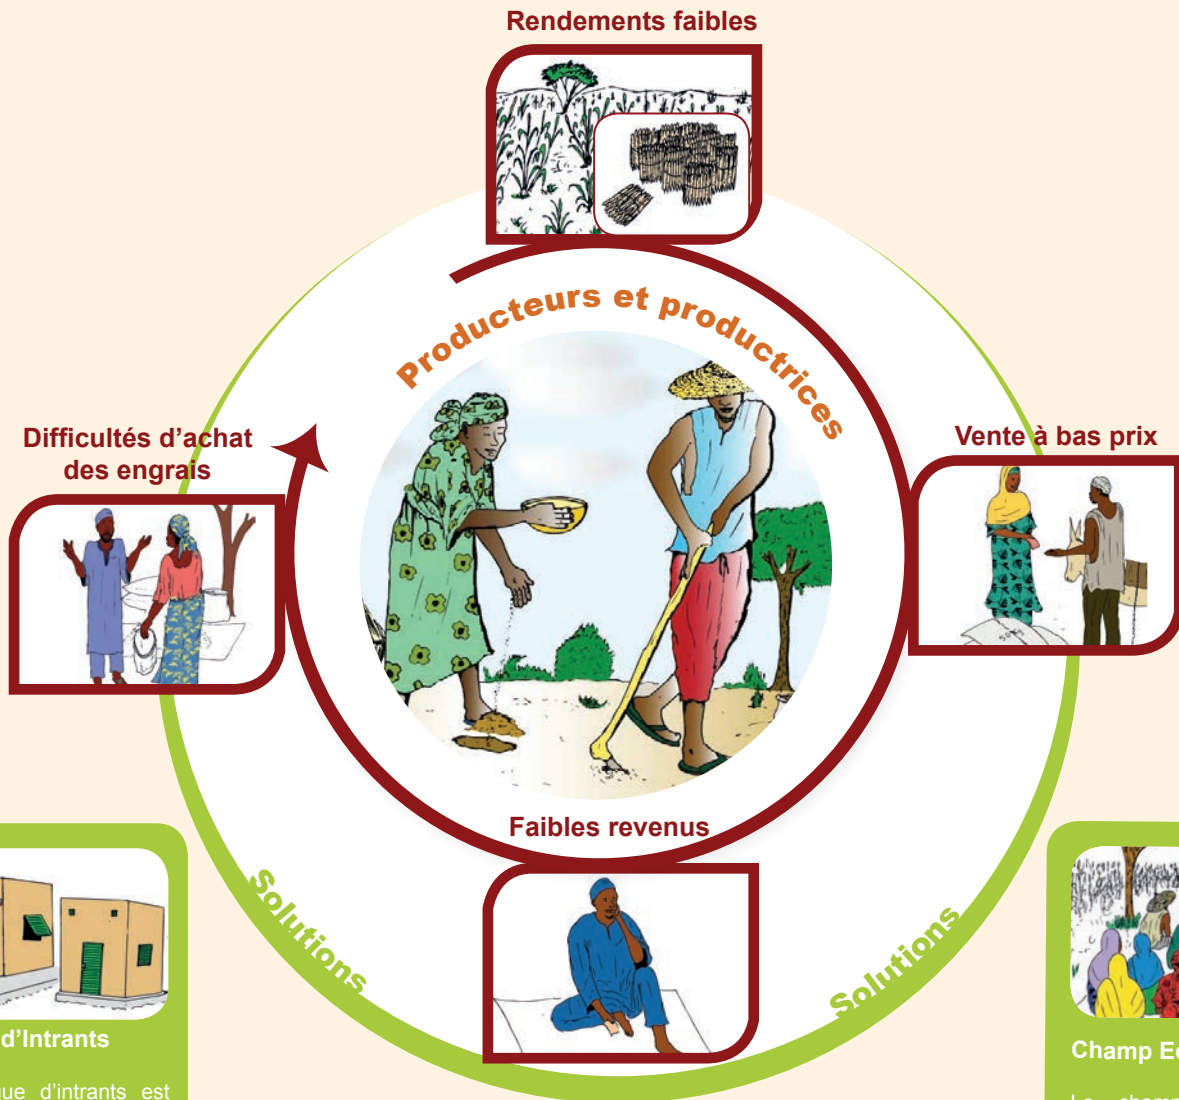 Rendements faibles
Producteurs et productrices
Difficultés d'achat
des engrais
Vente à bas prix
Faibles revenus
Solutions
Solutions
d'Intrants
d'intrants est
Champ
champ